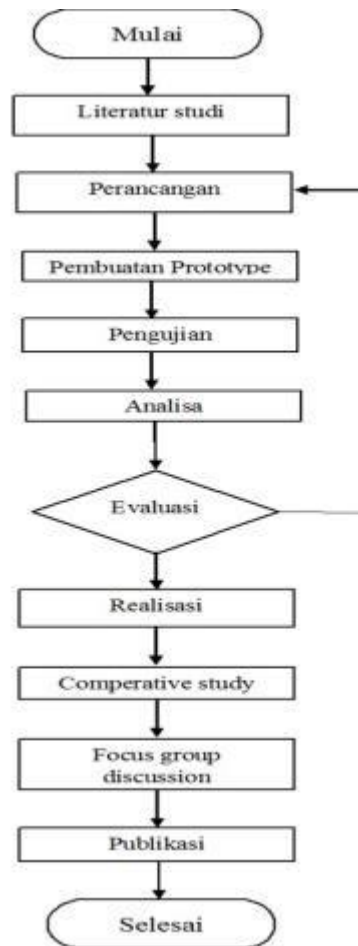 Mulai
Literatur studi
Perancangan
Pembuatan Prototype
Pengujian
Analisa
Evaluasi
Realisasi
Comperative study
Focus group
discussion
Publikasi
Selesai